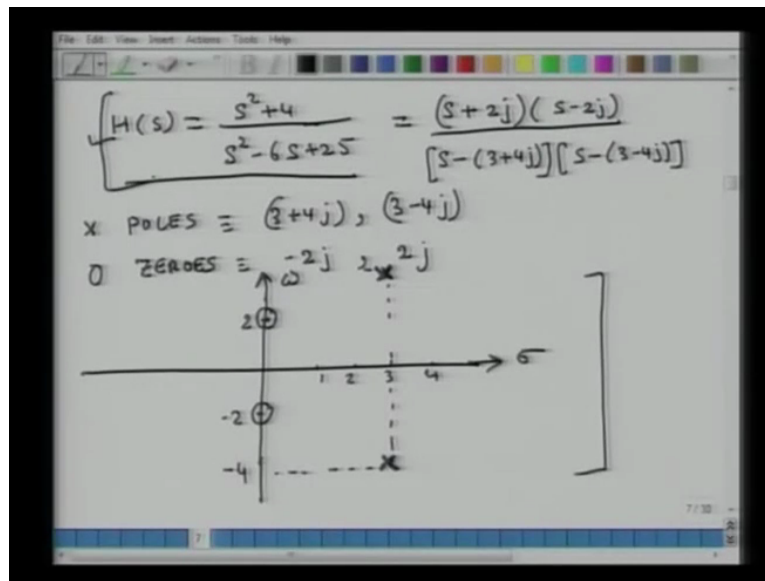 File Edit View Insert Actions Tools Help
H(s) = s²+4 / s²-6s+25 = (s+2j)(s-2j) / [s-(3+4j)][s-(3-4j)]
x POLES ≡ (3+4j), (3-4j)
O ZEROES ≡ -2j, 2j
ω
2
σ
1 2 3 4
-2
-4
7/30
7